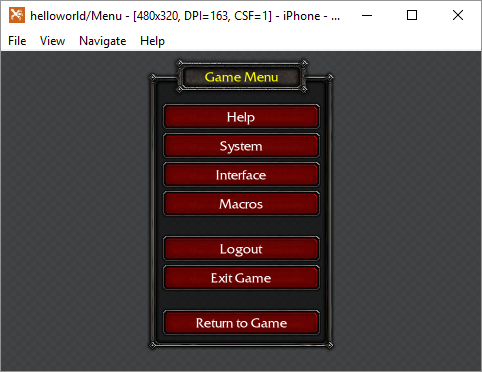 helloworld/Menu - [480x320, DPI=163, CSF=1] - iPhone - ...
File View Navigate Help
Game Menu
Help
System
Interface
Macros
Logout
Exit Game
Return to Game